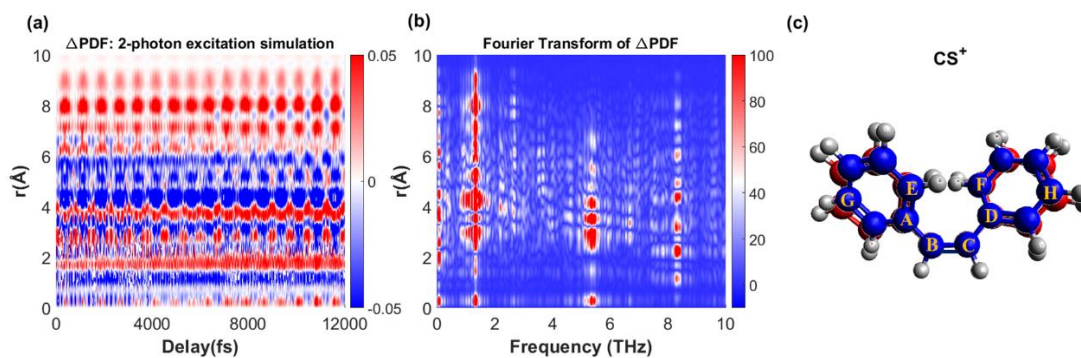 (a)
△PDF: 2-photon excitation simulation
0.05
0
-0.05
10
8
6
4
2
0
r(Å)
0 4000 8000 12000
Delay(fs)
(b)
Fourier Transform of △PDF
100
80
60
40
20
0
10
8
6
4
2
0
r(Å)
0 2 4 6 8 10
Frequency (THz)
(c)
CS+
E F
G H
A D
B C